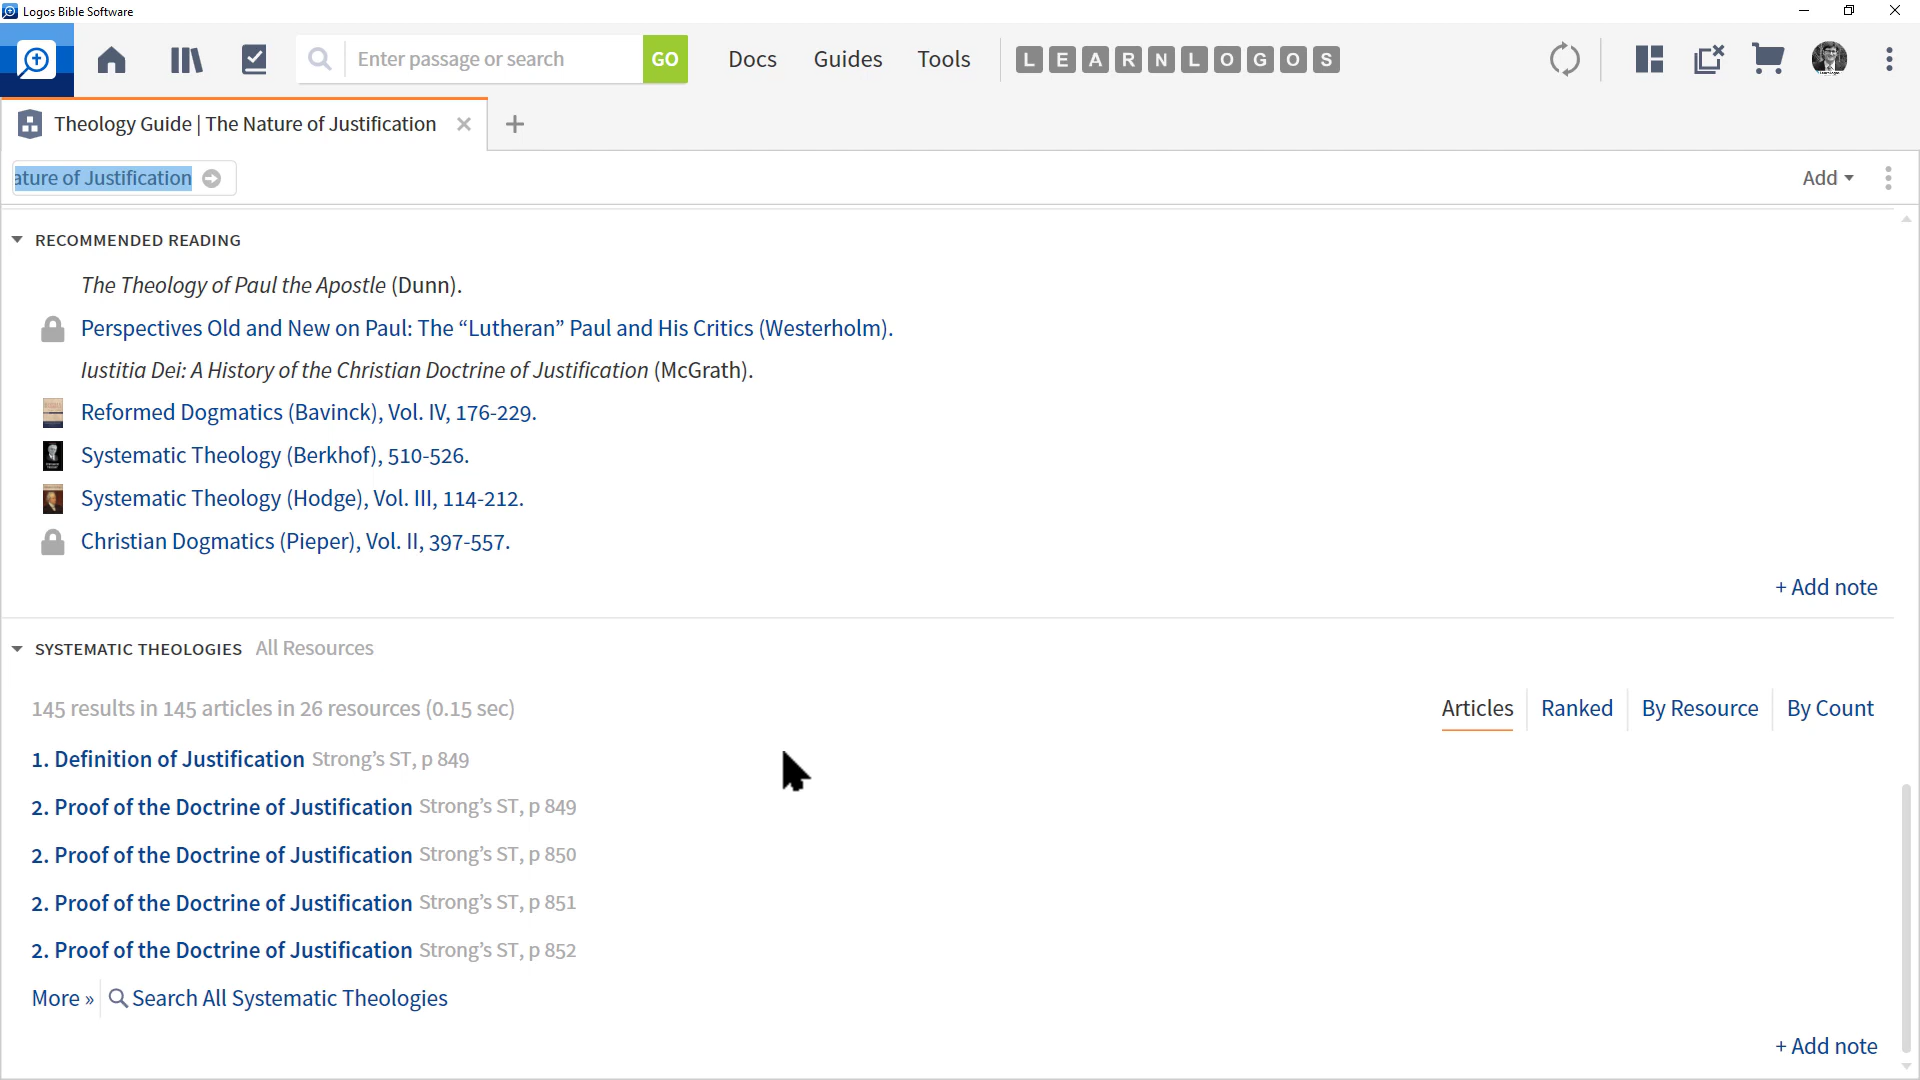 Logos Bible Software
Enter passage or search
GO
Docs
Guides
Tools
L E A R N L O G O S
Theology Guide | The Nature of Justification
ature of Justification
Add
RECOMMENDED READING
The Theology of Paul the Apostle (Dunn).
Perspectives Old and New on Paul: The “Lutheran” Paul and His Critics (Westerholm).
Iustitia Dei: A History of the Christian Doctrine of Justification (McGrath).
Reformed Dogmatics (Bavinck), Vol. IV, 176-229.
Systematic Theology (Berkhof), 510-526.
Systematic Theology (Hodge), Vol. III, 114-212.
Christian Dogmatics (Pieper), Vol. II, 397-557.
+ Add note
SYSTEMATIC THEOLOGIES All Resources
145 results in 145 articles in 26 resources (0.15 sec)
Articles
Ranked
By Resource
By Count
1. Definition of Justification Strong’s ST, p 849
2. Proof of the Doctrine of Justification Strong’s ST, p 849
2. Proof of the Doctrine of Justification Strong’s ST, p 850
2. Proof of the Doctrine of Justification Strong’s ST, p 851
2. Proof of the Doctrine of Justification Strong’s ST, p 852
More »
Search All Systematic Theologies
+ Add note